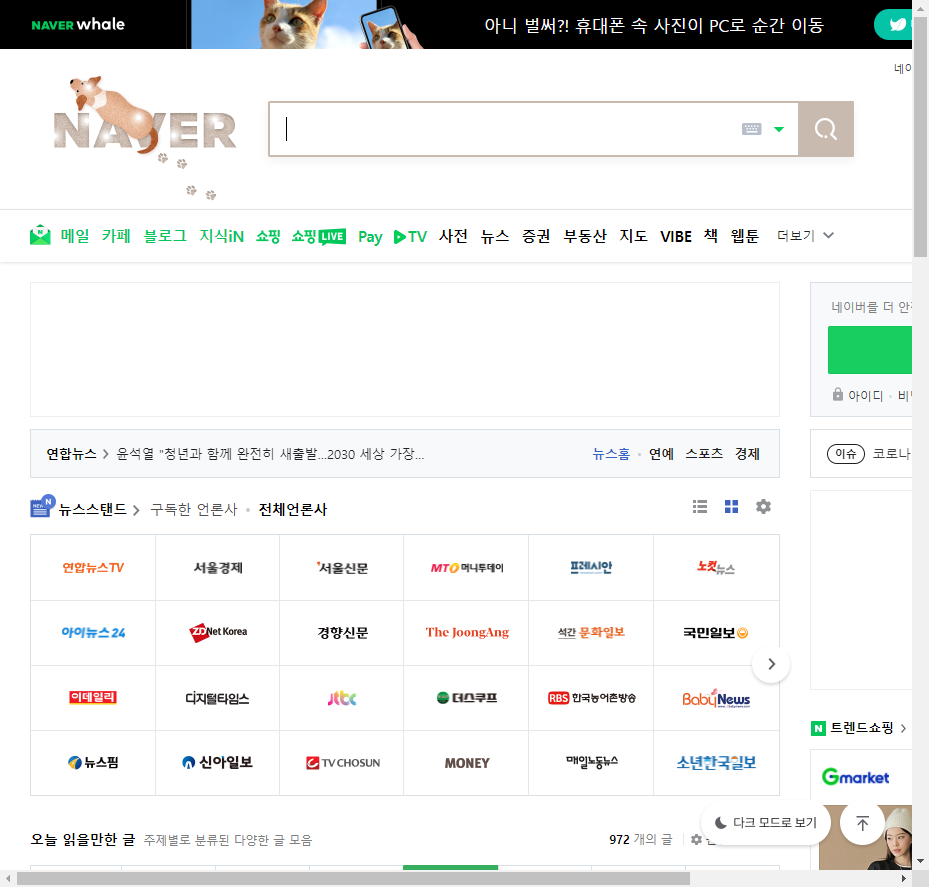 NAVER whale
아니 벌써?! 휴대폰 속 사진이 PC로 순간 이동
NAVER
메일 카페 블로그 지식iN 쇼핑 쇼핑LIVE Pay TV 사전 뉴스 증권 부동산 지도 VIBE 책 웹툰 더보기
네이버를 더 안
아이디
연합뉴스 > 윤석열 "청년과 함께 완전히 새출발...2030 세상 가장... 뉴스홈 · 연예 스포츠 경제
이슈 코로나
뉴스스탠드 > 구독한 언론사 · 전체언론사
연합뉴스TV 서울경제 서울신문 MTO 머니투데이 프레시안 노컷뉴스
아이뉴스24 ZDNet Korea 경향신문 The JoongAng 석간 문화일보 국민일보
이데일리 디지털타임스 jtbc 더스쿠프 RBS 한국농어촌방송 BabyNews
뉴스핌 신아일보 TV CHOSUN MONEY 매일노동뉴스 소년한국일보
N 트렌드쇼핑 >
Gmarket
다크 모드로 보기
오늘 읽을만한 글 주제별로 분류된 다양한 글 모음 972 개의 글